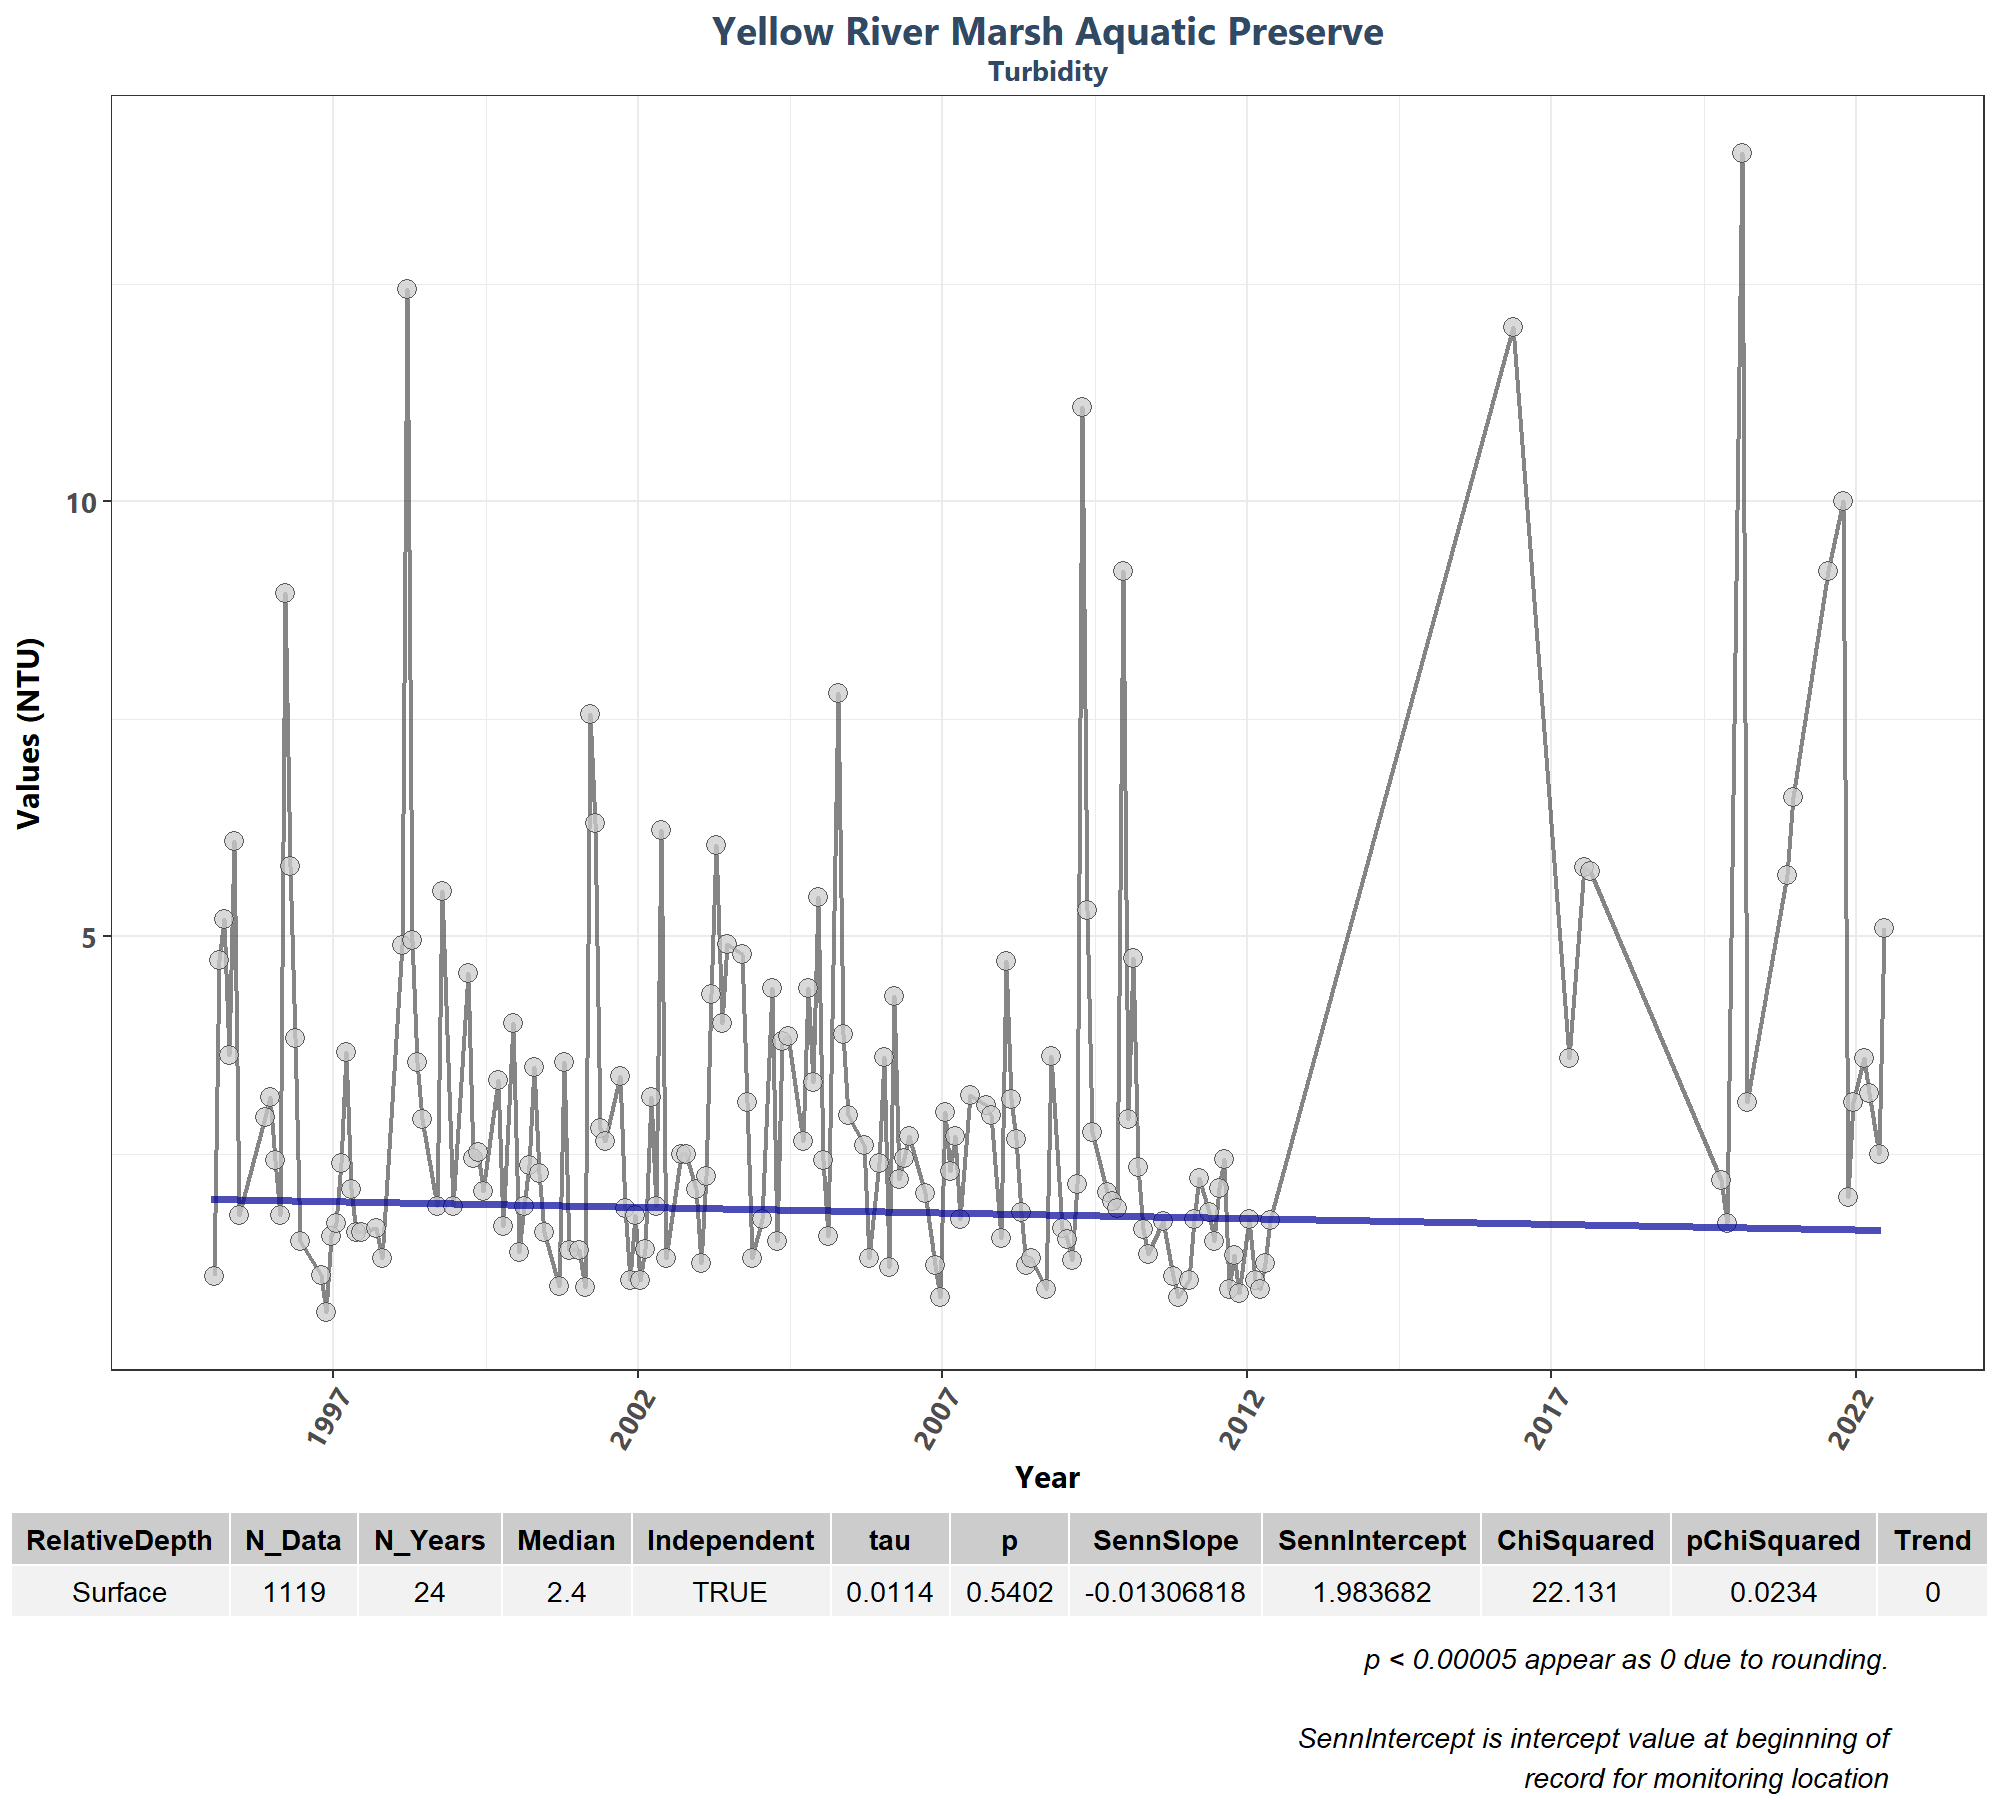 Yellow River Marsh Aquatic Preserve
Turbidity
Values (NTU)
10
5
1997
2002
2007
2012
2017
2022
Year
RelativeDepth N_Data N_Years Median Independent tau p SennSlope SennIntercept ChiSquared pChiSquared Trend
Surface 1119 24 2.4 TRUE 0.0114 0.5402 -0.01306818 1.983682 22.131 0.0234 0
p < 0.00005 appear as 0 due to rounding.
SennIntercept is intercept value at beginning of
record for monitoring location